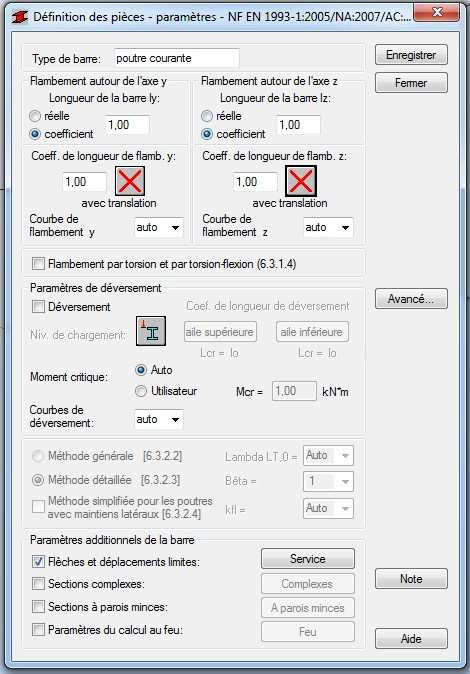 Définition des pièces - paramètres - NF EN 1993-1:2005/NA:2007/AC:...
Type de barre: poutre courante
Enregistrer
Fermer
Flambement autour de l'axe y
Longueur de la barre ly:
réelle
coefficient
1,00
Coeff. de longueur de flamb. y:
1,00
avec translation
Courbe de
flambement y
auto
Flambement autour de l'axe z
Longueur de la barre lz:
réelle
coefficient
1,00
Coeff. de longueur de flamb. z:
1,00
avec translation
Courbe de
flambement z
auto
Flambement par torsion et par torsion-flexion (6.3.1.4)
Paramètres de déversement
Déversement
Coef. de longueur de déversement
Niv. de chargement:
aile supérieure
aile inférieure
Lcr = lo
Lcr = lo
Avancé...
Moment critique:
Auto
Utilisateur
Mcr = 1,00 kN*m
Courbes de
déversement:
auto
Méthode générale [6.3.2.2]
Lambda LT,0 = Auto
Méthode détaillée [6.3.2.3]
Bêta = 1
Méthode simplifiée pour les poutres
avec maintiens latéraux [6.3.2.4]
kfl = Auto
Paramètres additionnels de la barre
Flèches et déplacements limites: Service
Sections complexes: Complexes
Sections à parois minces: A parois minces
Paramètres du calcul au feu: Feu
Note
Aide